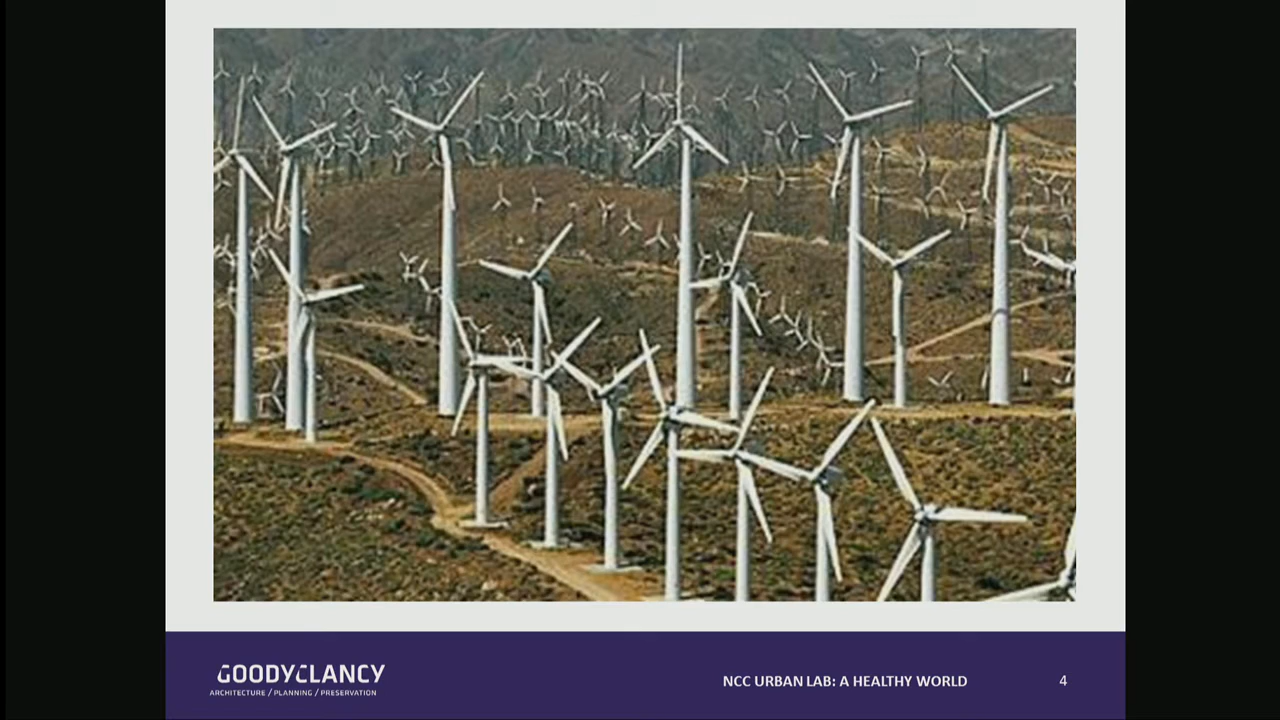 GOODYCLANCY
ARCHITECTURE / PLANNING / PRESERVATION
NCC URBAN LAB: A HEALTHY WORLD
4